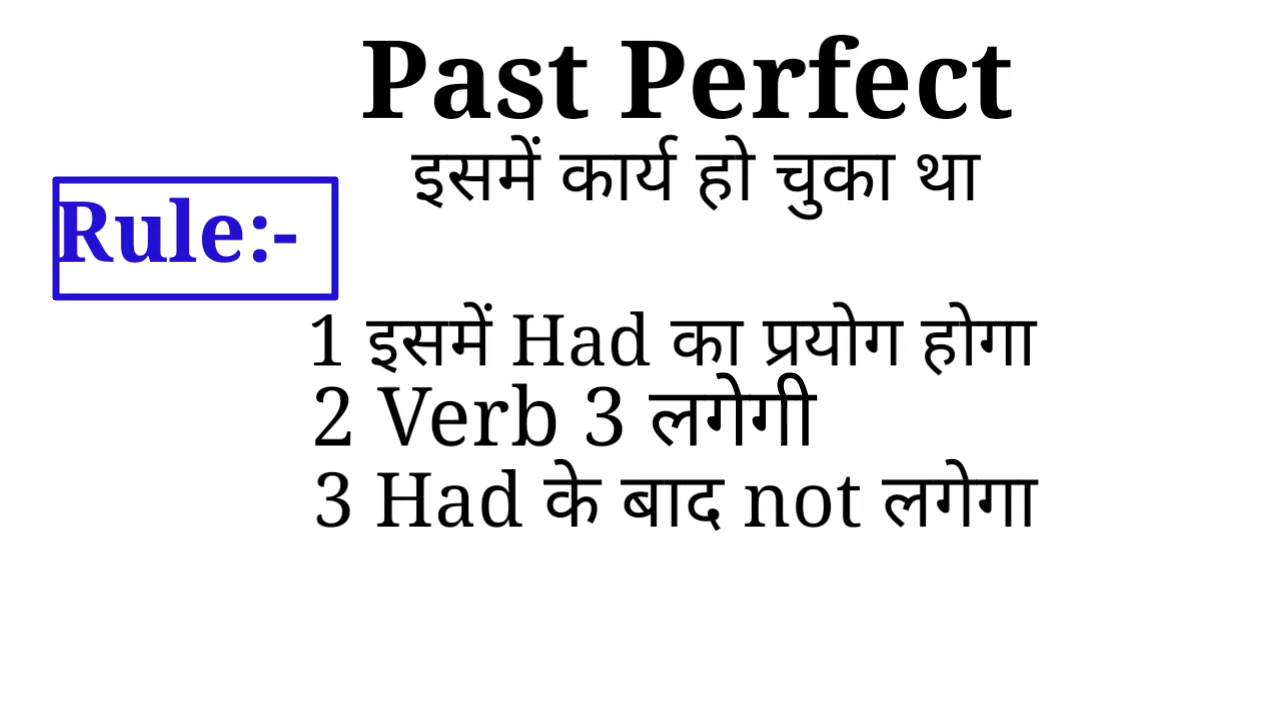 Past Perfect
इसमें कार्य हो चुका था
Rule:-
1 इसमें Had का प्रयोग होगा
2 Verb 3 लगेगी
3 Had के बाद not लगेगा